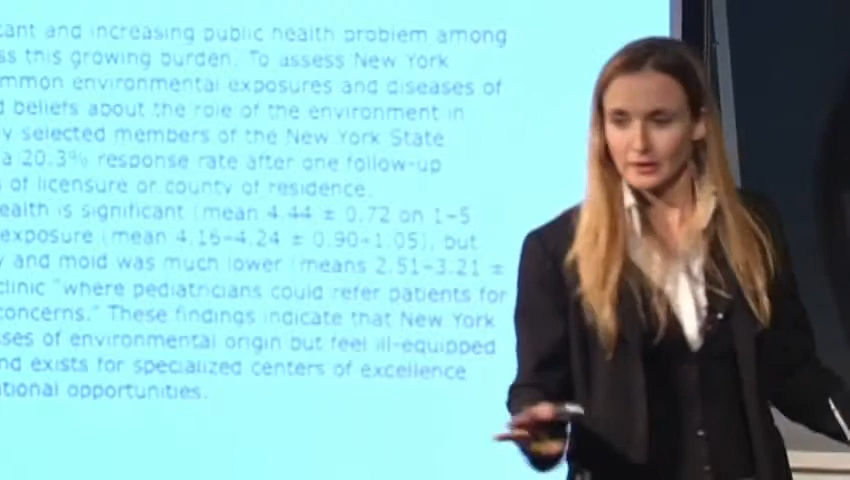 cant and increasing public health problem among
ss this growing burden. To assess New York
mmon environmental exposures and diseases of
d beliefs about the role of the environment in
y selected members of the New York State
a 20.3% response rate after one follow-up
s of licensure or county of residence.
ealth is significant (mean 4.44 ± 0.72 on 1-5
exposure (mean 4.16-4.24 ± 0.90-1.05), but
y and mold was much lower (means 2.51-3.21 ±
clinic "where pediatricians could refer patients for
concerns." These findings indicate that New York
ses of environmental origin but feel ill-equipped
nd exists for specialized centers of excellence
ational opportunities.